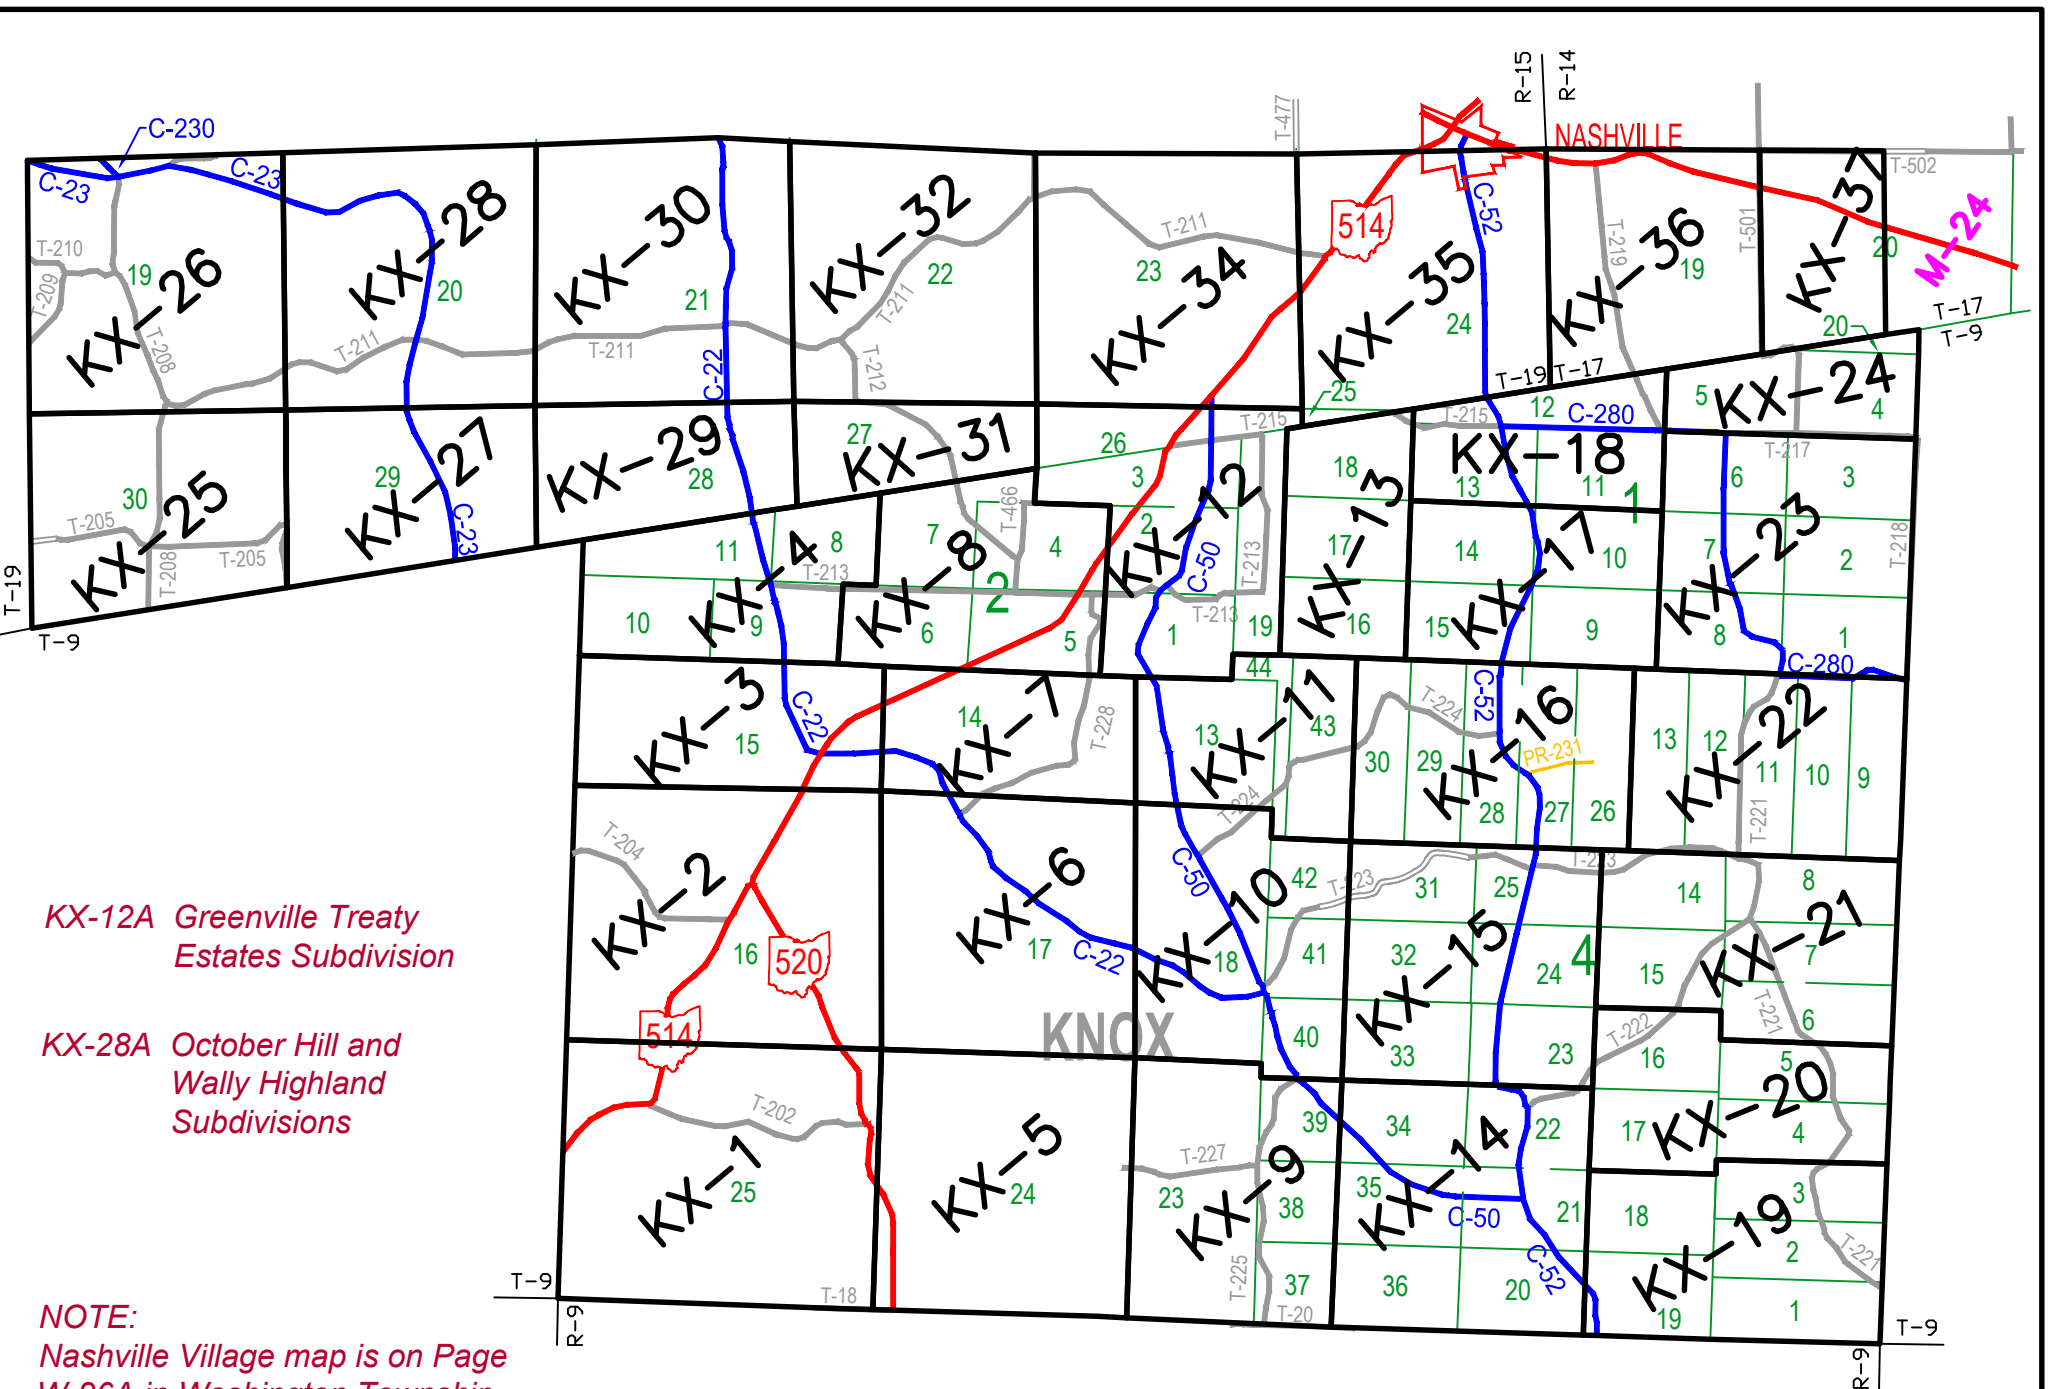 R-15
R-14
C-230
T-477
NASHVILLE
C-23
C-23
T-502
C-52
514
T-211
T-219
T-501
KX-37
M-24
KX-28
KX-30
KX-32
KX-34
KX-35
KX-36
T-210
19
20
21
22
23
24
19
20
KX-26
T-209
T-208
T-211
T-211
T-211
T-212
C-22
T-17
T-9
20
T-19
T-17
25
T-215
T-215
12
C-280
5
KX-24
4
T-217
30
KX-25
29
KX-27
C-23
KX-29
28
27
KX-31
26
3
KX-12
18
KX-13
KX-18
13
11
1
6
3
T-205
T-205
T-208
T-19
T-9
11
8
7
T-466
4
2
C-50
T-213
17
14
KX-17
10
7
KX-23
2
T-218
KX-4
T-213
KX-8
2
T-213
10
9
6
5
1
19
16
15
9
8
1
C-280
44
KX-3
15
C-22
14
KX-7
T-228
13
KX-11
43
T-224
C-52
KX-16
30
29
28
27
26
PR-231
13
12
KX-22
11
10
9
T-224
T-221
T-204
KX-2
16
520
KX-6
17
C-22
C-50
KX-10
18
42
T-223
31
25
T-223
14
8
KX-21
41
32
KX-15
24
4
15
7
KX-12A Greenville Treaty
Estates Subdivision
514
KNOX
40
33
23
T-222
T-221
6
16
5
KX-28A October Hill and
Wally Highland
Subdivisions
T-202
KX-1
25
KX-5
24
T-227
23
KX-9
39
34
KX-14
22
17
KX-20
4
38
35
C-50
21
18
3
KX-19
2
T-221
T-225
37
36
20
C-52
19
1
T-9
R-9
T-18
T-20
T-9
R-9
NOTE:
Nashville Village map is on Page
W-26A in Washington Township